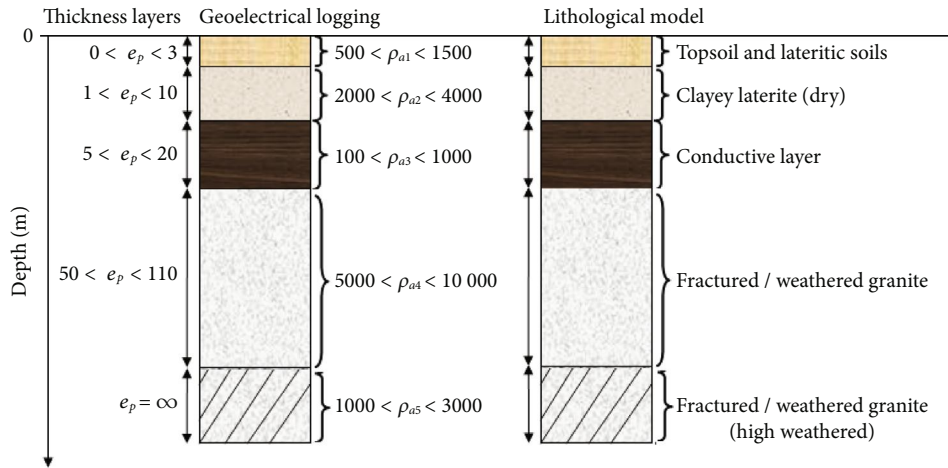 Thickness layers Geoelectrical logging Lithological model
0
0 < e_p < 3 500 < ρ_a1 < 1500 Topsoil and lateritic soils
1 < e_p < 10 2000 < ρ_a2 < 4000 Clayey laterite (dry)
5 < e_p < 20 100 < ρ_a3 < 1000 Conductive layer
50 < e_p < 110 5000 < ρ_a4 < 10 000 Fractured / weathered granite
e_p = ∞ 1000 < ρ_a5 < 3000 Fractured / weathered granite
(high weathered)
Depth (m)